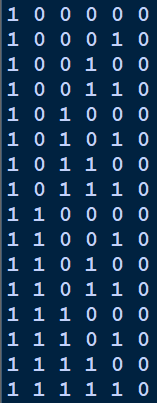 1 0 0 0 0 0
1 0 0 0 1 0
1 0 0 1 0 0
1 0 0 1 1 0
1 0 1 0 0 0
1 0 1 0 1 0
1 0 1 1 0 0
1 0 1 1 1 0
1 1 0 0 0 0
1 1 0 0 1 0
1 1 0 1 0 0
1 1 0 1 1 0
1 1 1 0 0 0
1 1 1 0 1 0
1 1 1 1 0 0
1 1 1 1 1 0